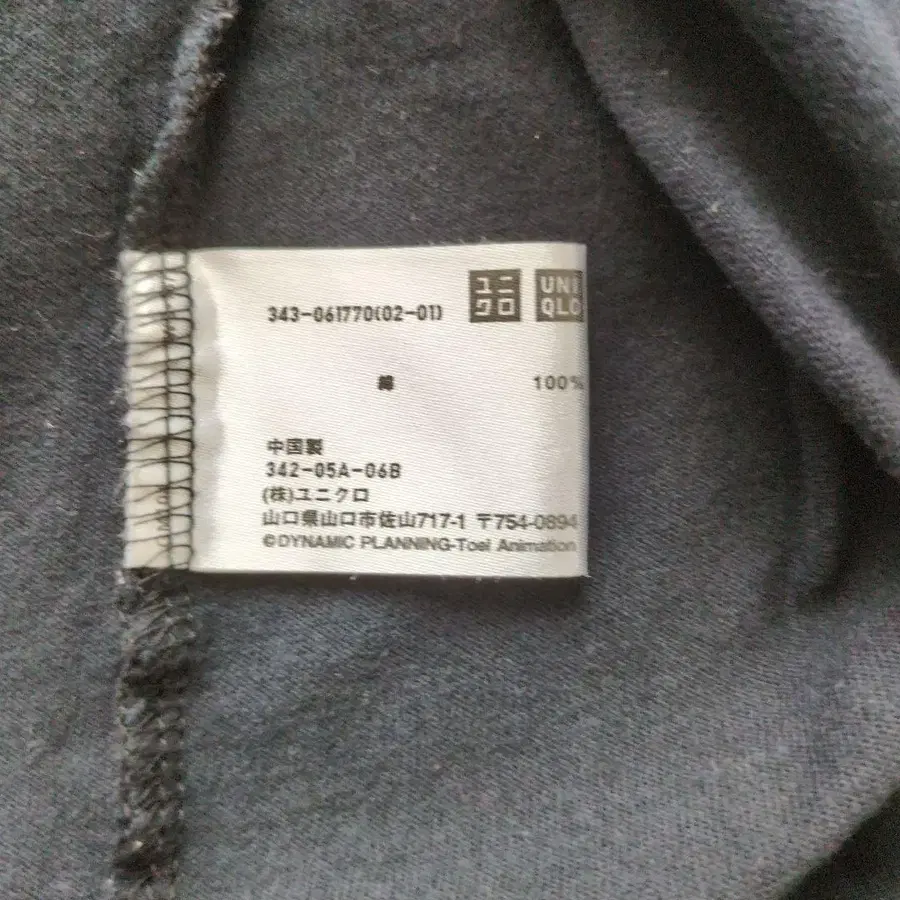 343-061770(02-01)
ユニ
クロ
UNI
QLO
綿 100%
中国製
342-05A-06B
(株)ユニクロ
山口県山口市佐山717-1 〒754-0894
©DYNAMIC PLANNING-Toei Animation